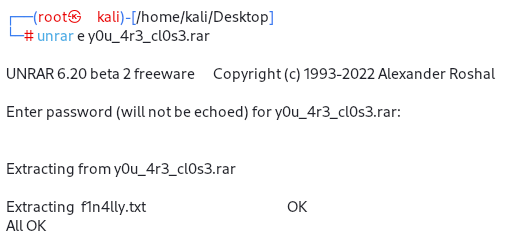 ┌──(root㉿ kali)-[/home/kali/Desktop]
└─# unrar e y0u_4r3_cl0s3.rar
UNRAR 6.20 beta 2 freeware Copyright (c) 1993-2022 Alexander Roshal
Enter password (will not be echoed) for y0u_4r3_cl0s3.rar:
Extracting from y0u_4r3_cl0s3.rar
Extracting f1n4lly.txt OK
All OK